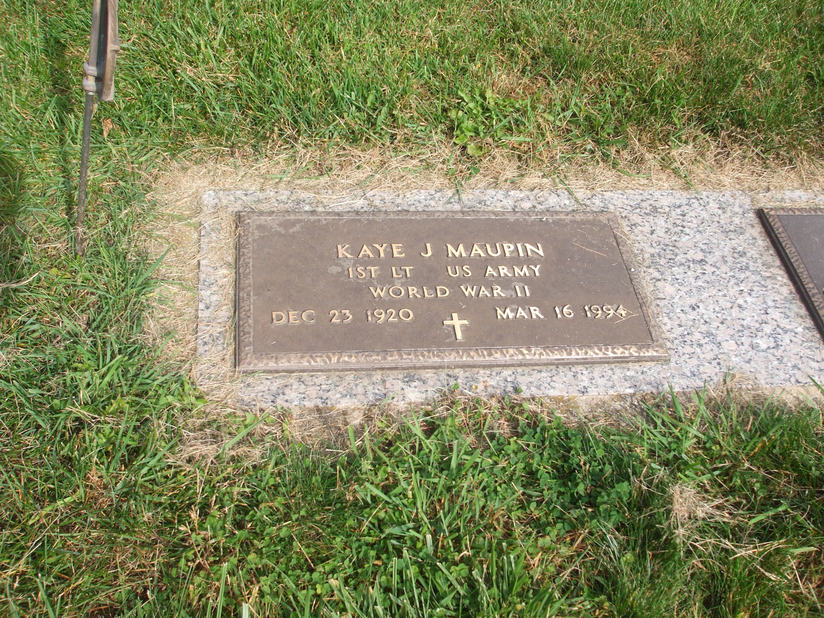 KAYE J MAUPIN
1ST LT US ARMY
WORLD WAR II
DEC 23 1920 MAR 16 1994